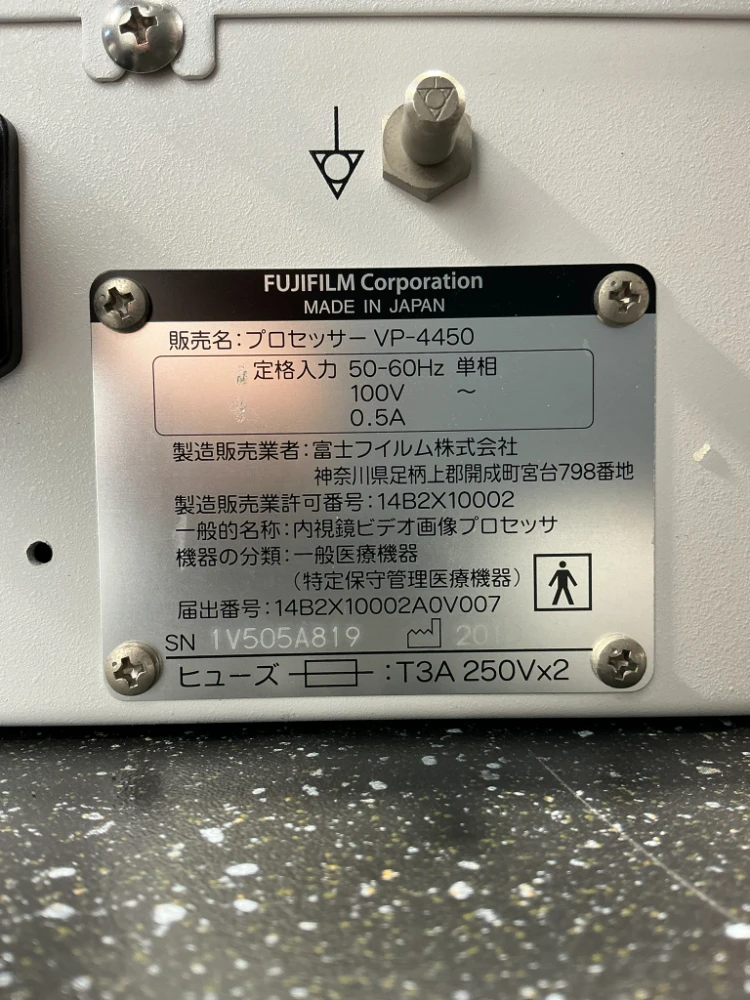 FUJIFILM Corporation
MADE IN JAPAN
販売名:プロセッサー VP-4450
定格入力 50-60Hz 単相
100V ～
0.5A
製造販売業者:富士フイルム株式会社
神奈川県足柄上郡開成町宮台798番地
製造販売業許可番号:14B2X10002
一般的名称:内視鏡ビデオ画像プロセッサ
機器の分類:一般医療機器
(特定保守管理医療機器)
届出番号:14B2X10002A0V007
SN 1V505A819
ヒューズ :T3A 250Vx2